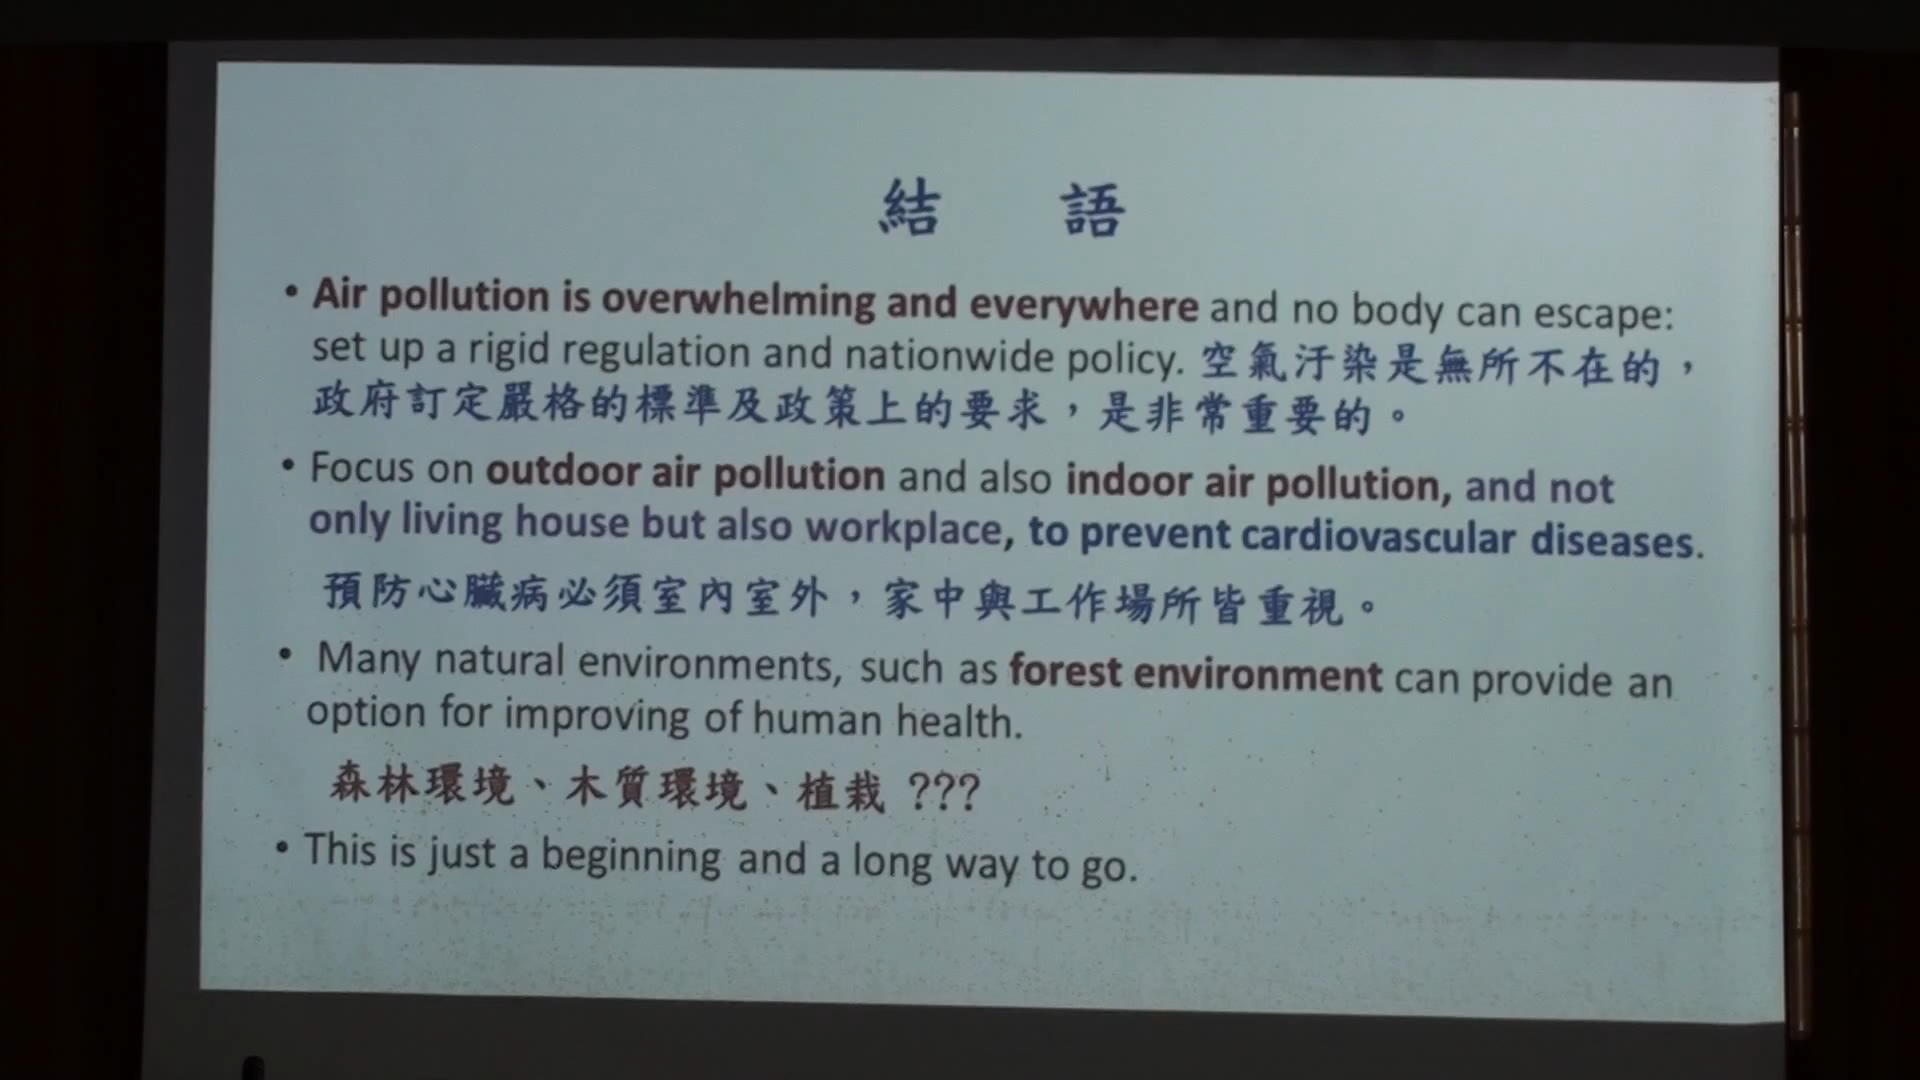 結 語
• Air pollution is overwhelming and everywhere and no body can escape:
set up a rigid regulation and nationwide policy. 空氣汙染是無所不在的，
政府訂定嚴格的標準及政策上的要求，是非常重要的。
• Focus on outdoor air pollution and also indoor air pollution, and not
only living house but also workplace, to prevent cardiovascular diseases.
預防心臟病必須室內室外，家中與工作場所皆重視。
• Many natural environments, such as forest environment can provide an
option for improving of human health.
森林環境、木質環境、植栽 ???
• This is just a beginning and a long way to go.